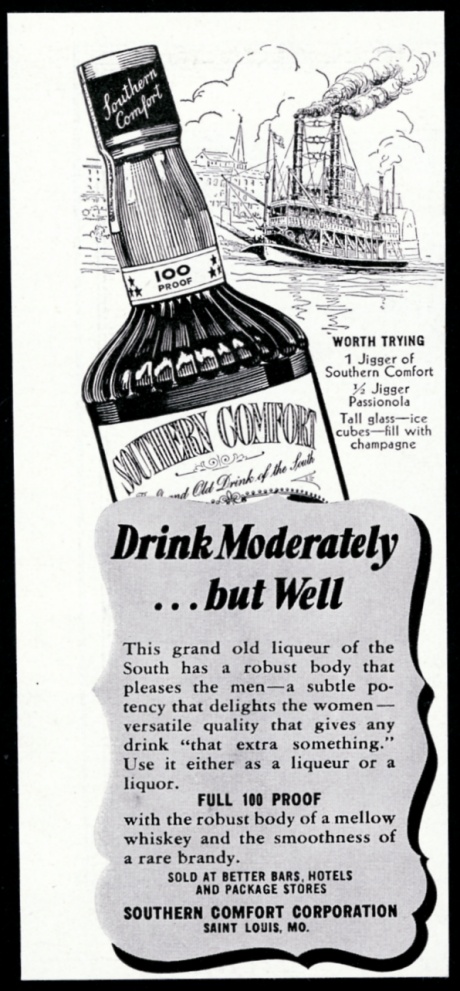 Southern
Comfort
100
PROOF
WORTH TRYING
1 Jigger of
Southern Comfort
½ Jigger
Passionola
Tall glass—ice
cubes—fill with
champagne
SOUTHERN COMFORT
Grand Old Drink of the South
Drink Moderately
...but Well
This grand old liqueur of the
South has a robust body that
pleases the men—a subtle po-
tency that delights the women—
versatile quality that gives any
drink “that extra something.”
Use it either as a liqueur or a
liquor.
FULL 100 PROOF
with the robust body of a mellow
whiskey and the smoothness of
a rare brandy.
SOLD AT BETTER BARS, HOTELS
AND PACKAGE STORES
SOUTHERN COMFORT CORPORATION
SAINT LOUIS, MO.